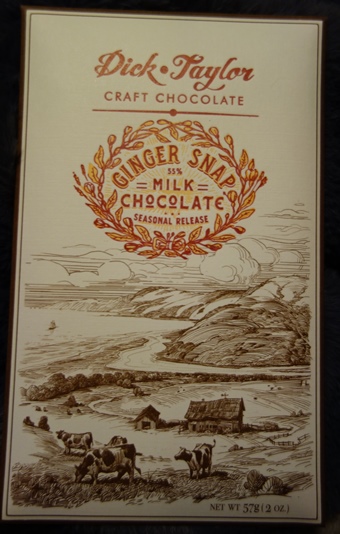 Dick • Taylor
CRAFT CHOCOLATE
GINGER SNAP
55%
MILK
CHOCOLATE
SEASONAL RELEASE
NET WT 57g (2 OZ.)